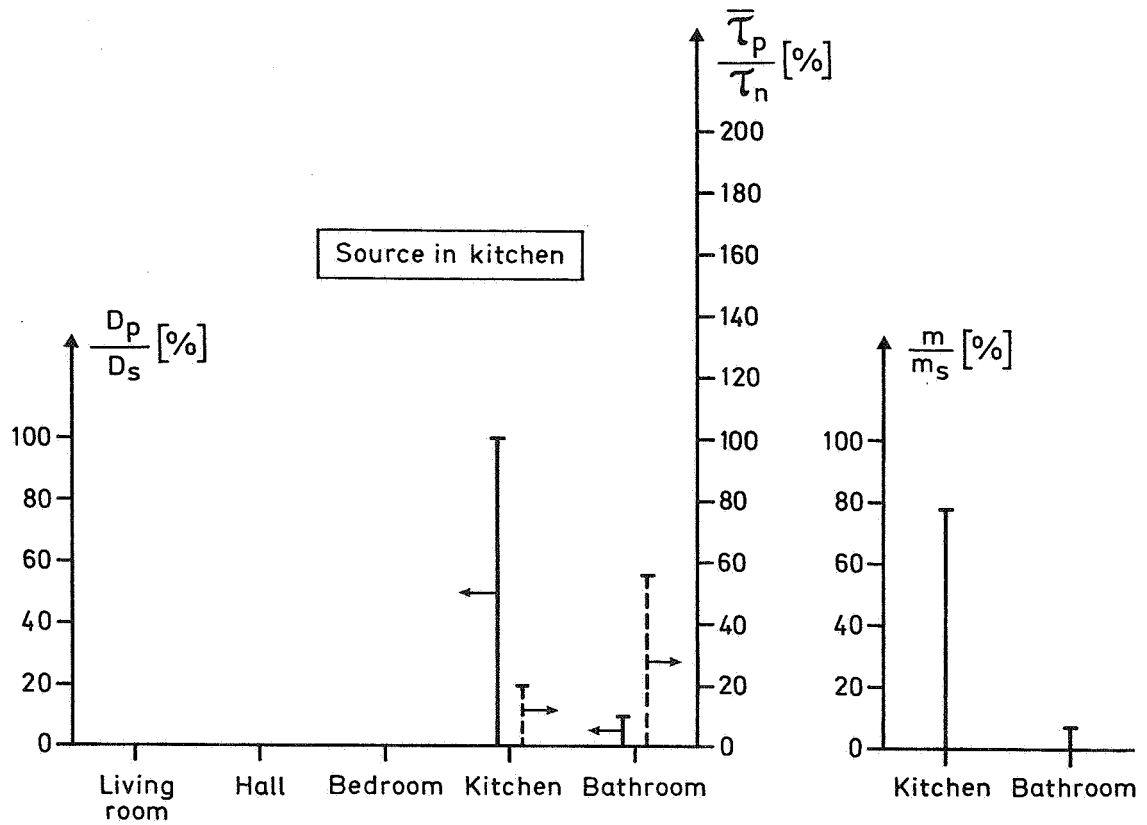 τ̄p
τn [%]
200
180
160
140
120
100
80
60
40
20
0
Source in kitchen
Dp
Ds [%]
100
80
60
40
20
0
Living
room
Hall
Bedroom
Kitchen
Bathroom
m
ms [%]
100
80
60
40
20
0
Kitchen
Bathroom